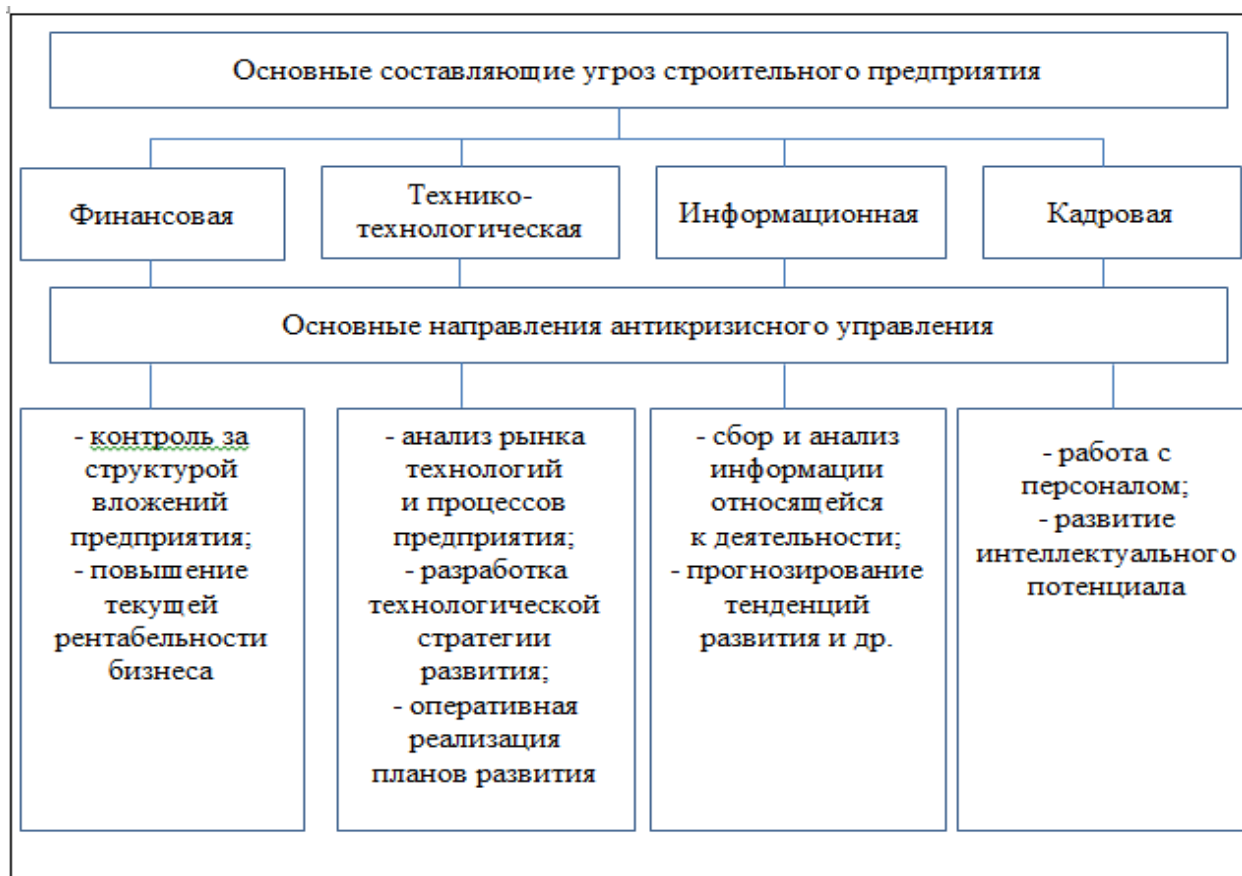 Основные составляющие угроз строительного предприятия
Финансовая
Технико-
технологическая
Информационная
Кадровая
Основные направления антикризисного управления
- контроль за
структурой
вложений
предприятия;
- повышение
текущей
рентабельности
бизнеса
- анализ рынка
технологий
и процессов
предприятия;
- разработка
технологической
стратегии
развития;
- оперативная
реализация
планов развития
- сбор и анализ
информации
относящейся
к деятельности;
- прогнозирование
тенденций
развития и др.
- работа с
персоналом;
- развитие
интеллектуального
потенциала